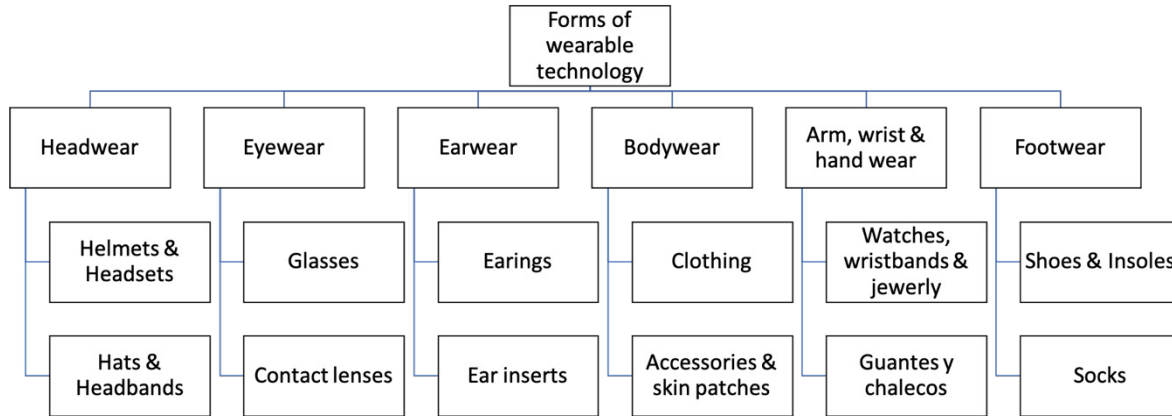 Forms of
wearable
technology
Headwear
Eyewear
Earwear
Bodywear
Arm, wrist &
hand wear
Footwear
Helmets &
Headsets
Glasses
Earings
Clothing
Watches,
wristbands &
jewerly
Shoes & Insoles
Hats &
Headbands
Contact lenses
Ear inserts
Accessories &
skin patches
Guantes y
chalecos
Socks